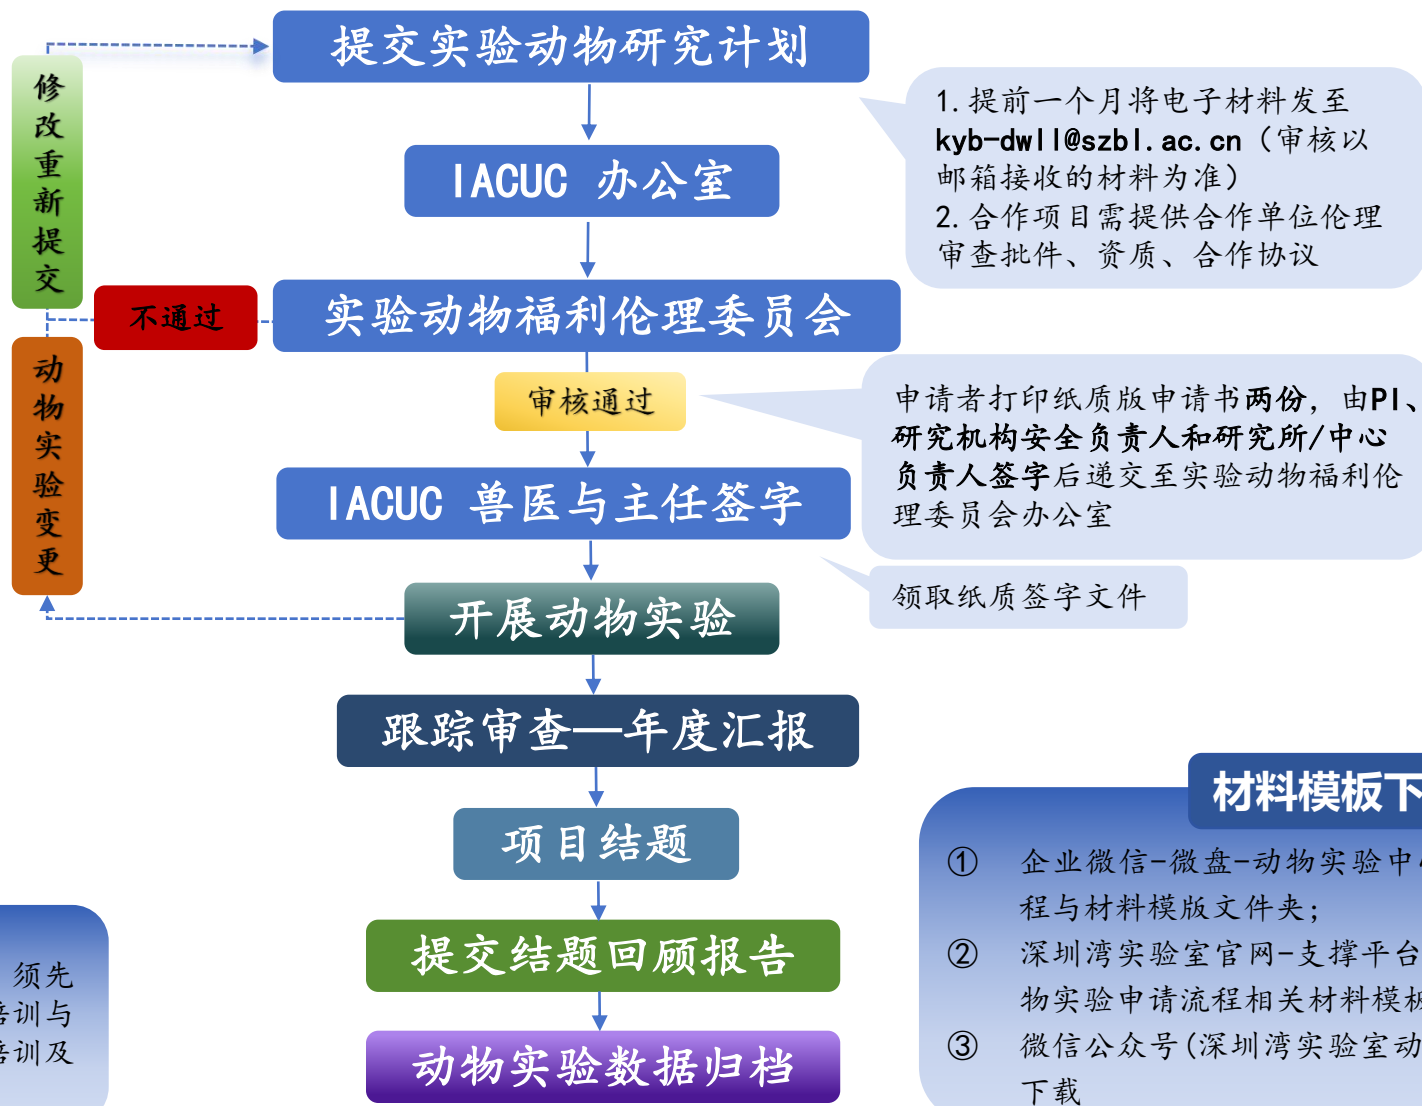 提交实验动物研究计划
修改重新提交
1. 提前一个月将电子材料发至
kyb-dwll@szbl.ac.cn（审核以
邮箱接收的材料为准）
2. 合作项目需提供合作单位伦理
审查批件、资质、合作协议
IACUC 办公室
不通过
实验动物福利伦理委员会
动物实验变更
审核通过
申请者打印纸质版申请书两份，由PI、
研究机构安全负责人和研究所/中心
负责人签字后递交至实验动物福利伦
理委员会办公室
IACUC 兽医与主任签字
领取纸质签字文件
开展动物实验
跟踪审查—年度汇报
项目结题
提交结题回顾报告
动物实验数据归档
须先
培训与
培训及
材料模板下
① 企业微信-微盘-动物实验中
程与材料模版文件夹；
② 深圳湾实验室官网-支撑平台
物实验申请流程相关材料模板
③ 微信公众号(深圳湾实验室动
下载